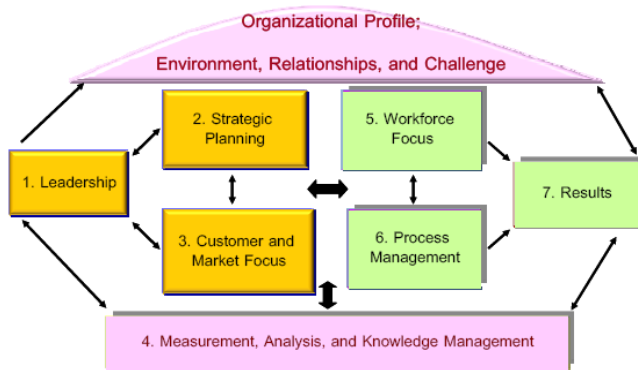 Organizational Profile;
Environment, Relationships, and Challenge
2. Strategic
Planning
5. Workforce
Focus
1. Leadership
7. Results
3. Customer and
Market Focus
6. Process
Management
4. Measurement, Analysis, and Knowledge Management